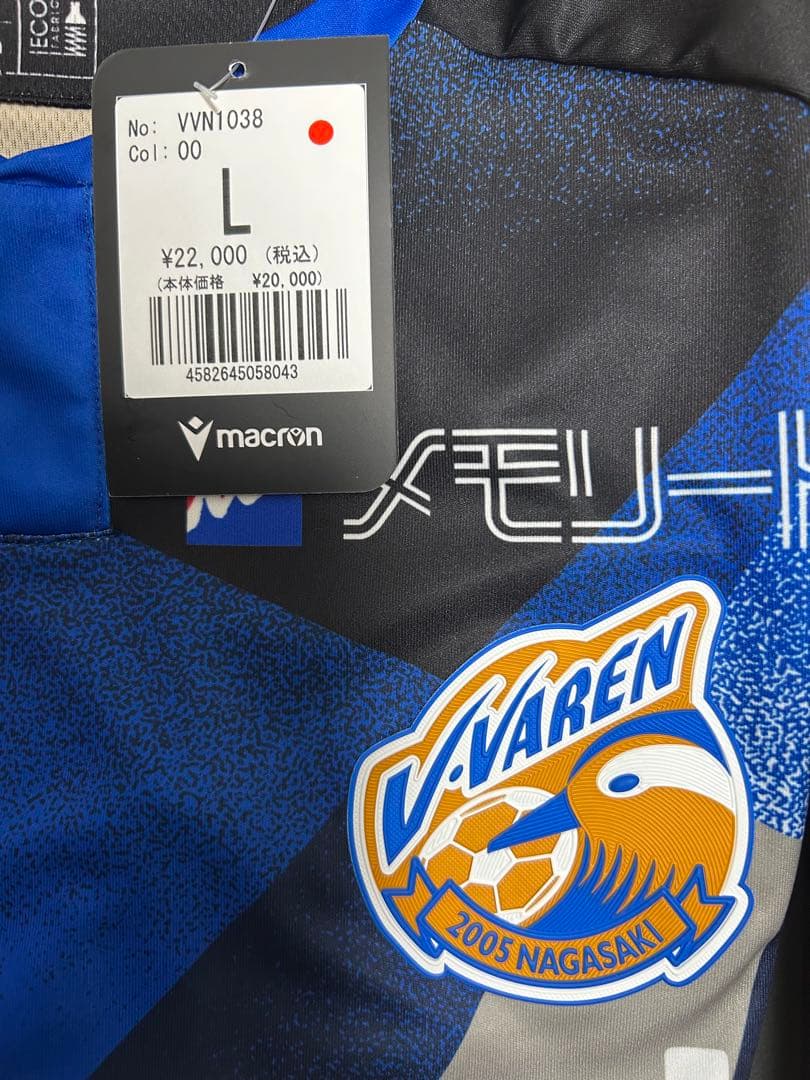 ECO
FABRIC
No: VVN1038
Col: 00
L
¥22,000 (税込)
(本体価格 ¥20,000)
4582645058043
macron
メモリード
V·VAREN
2005 NAGASAKI